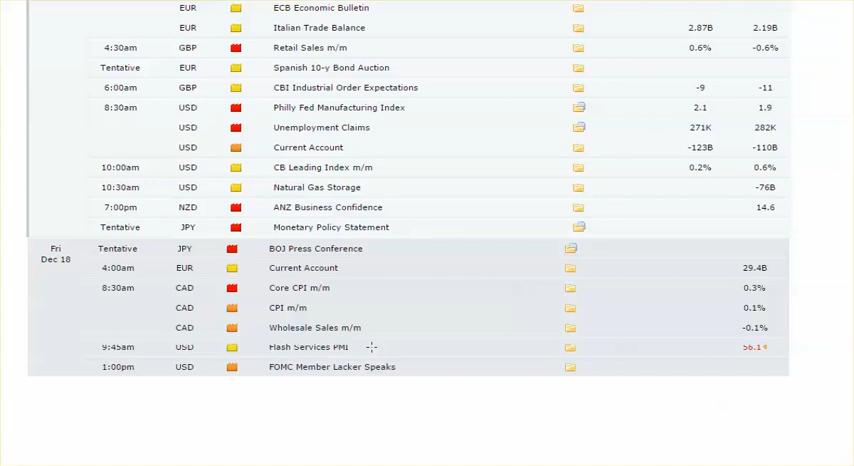 EUR ECB Economic Bulletin
EUR Italian Trade Balance 2.87B 2.19B
4:30am GBP Retail Sales m/m 0.6% -0.6%
Tentative EUR Spanish 10-y Bond Auction
6:00am GBP CBI Industrial Order Expectations -9 -11
8:30am USD Philly Fed Manufacturing Index 2.1 1.9
USD Unemployment Claims 271K 282K
USD Current Account -123B -110B
10:00am USD CB Leading Index m/m 0.2% 0.6%
10:30am USD Natural Gas Storage -76B
7:00pm NZD ANZ Business Confidence 14.6
Tentative JPY Monetary Policy Statement
Fri Tentative JPY BOJ Press Conference
Dec 18 4:00am EUR Current Account 29.4B
8:30am CAD Core CPI m/m 0.3%
CAD CPI m/m 0.1%
CAD Wholesale Sales m/m -0.1%
9:45am USD Flash Services PMI 56.1
1:00pm USD FOMC Member Lacker Speaks